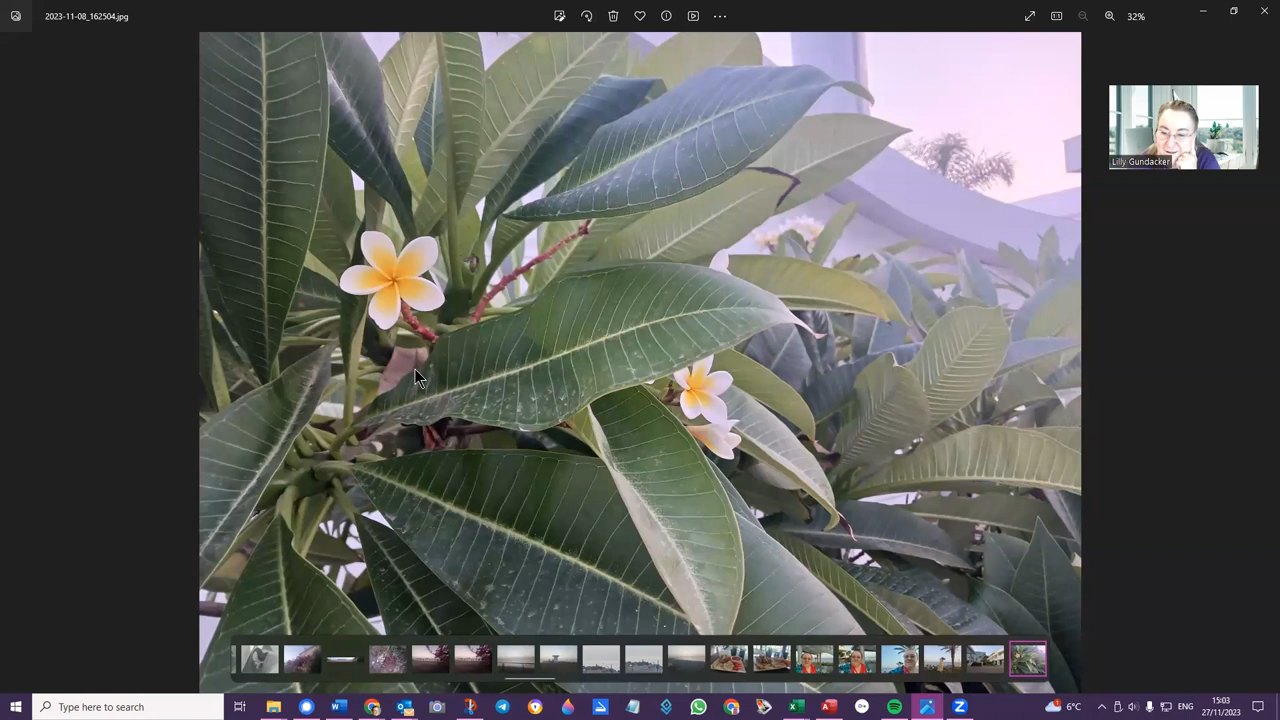 2023-11-08_162504.jpg
32%
Lilly Gundacker
Type here to search
6°C
ENG
15:03
27/11/2023